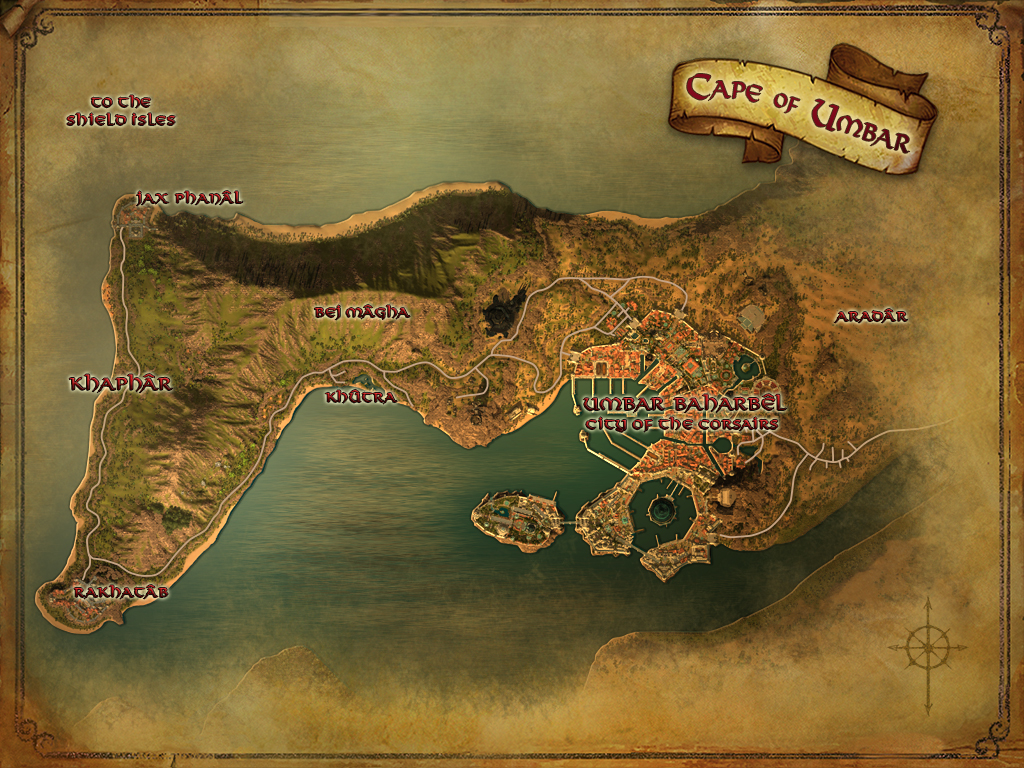 Cape of Umbar
to the
shield isles
jax phanâl
bej mâgha
aradâr
khaphâr
khûtra
umbar baharbêl
city of the corsairs
rakhatâb